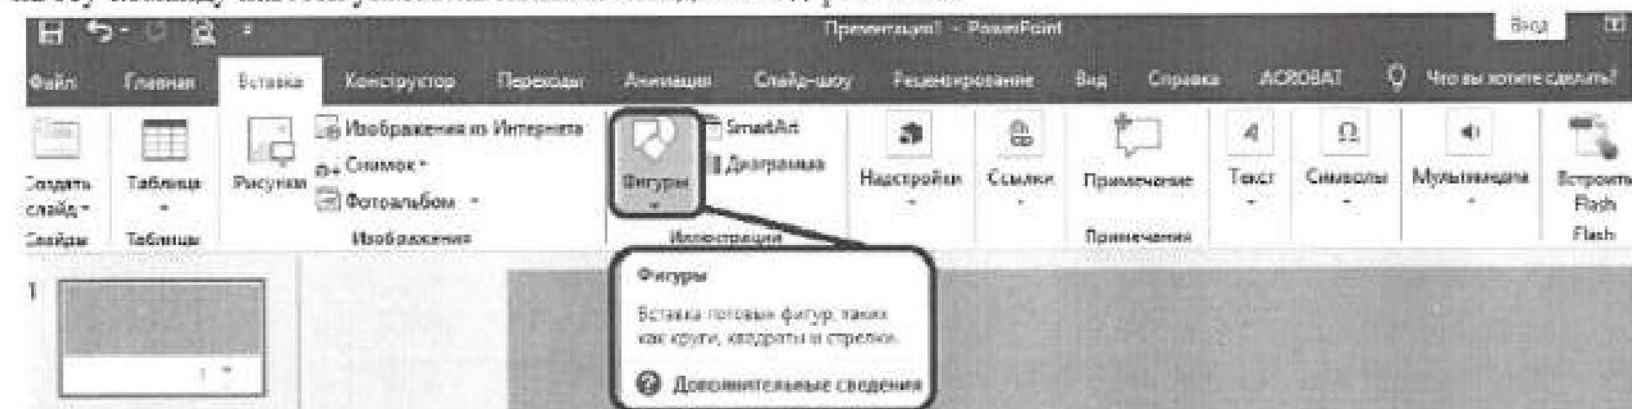 Презентация1 - PowerPoint
Вход
Файл Главная Вставка Конструктор Переходы Анимация Слайд-шоу Рецензирование Вид Справка ACROBAT Что вы хотите сделать?
Создать слайд
Таблица
Рисунки
Изображения из Интернета
Снимок
Фотоальбом
Фигуры
SmartArt
Диаграмма
Надстройки
Ссылки
Примечание
Текст
Символы
Мультимедиа
Встроить
Flash
Слайды Таблицы Изображения Иллюстрации Примечания Flash
1
Фигуры
Вставка готовых фигур, таких
как круги, квадраты и стрелки.
Дополнительные сведения